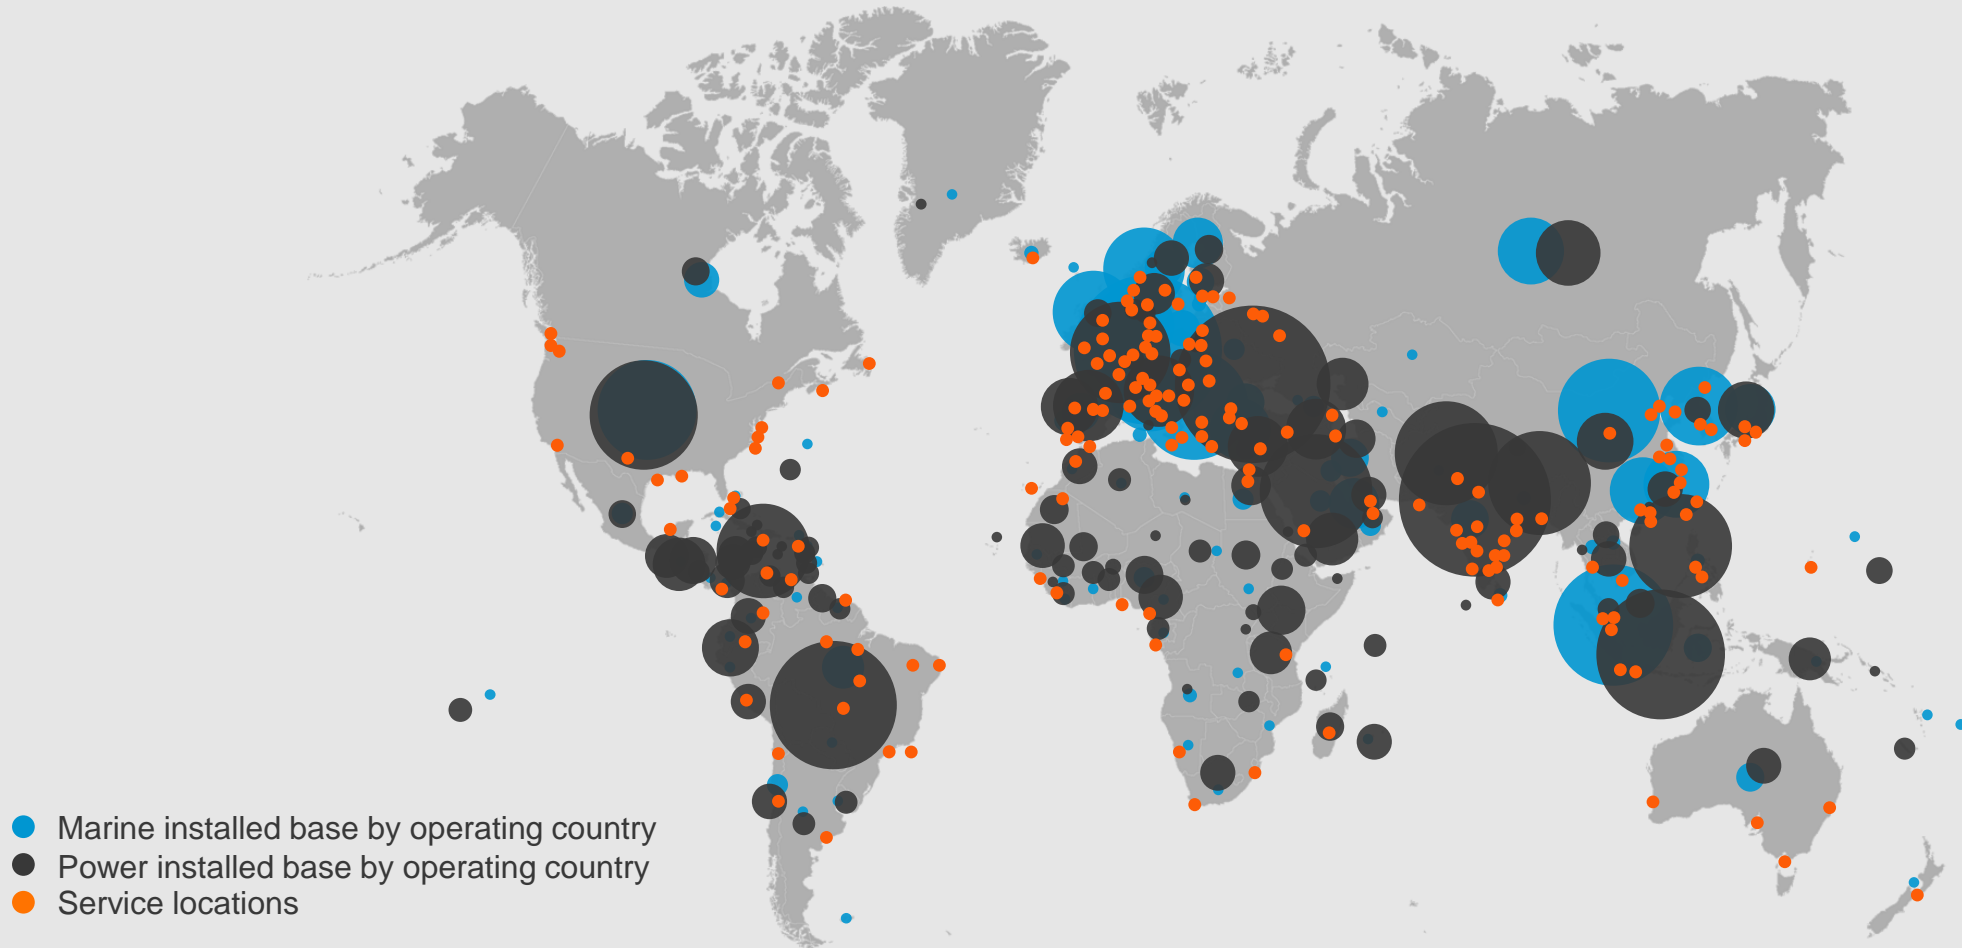 Marine installed base by operating country
Power installed base by operating country
Service locations